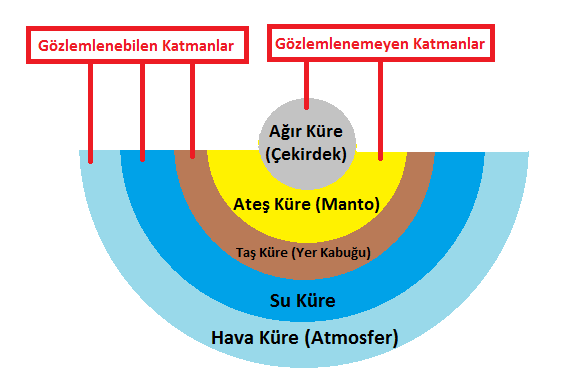 Gözlemlenebilen Katmanlar
Gözlemlenemeyen Katmanlar
Ağır Küre
(Çekirdek)
Ateş Küre (Manto)
Taş Küre (Yer Kabuğu)
Su Küre
Hava Küre (Atmosfer)